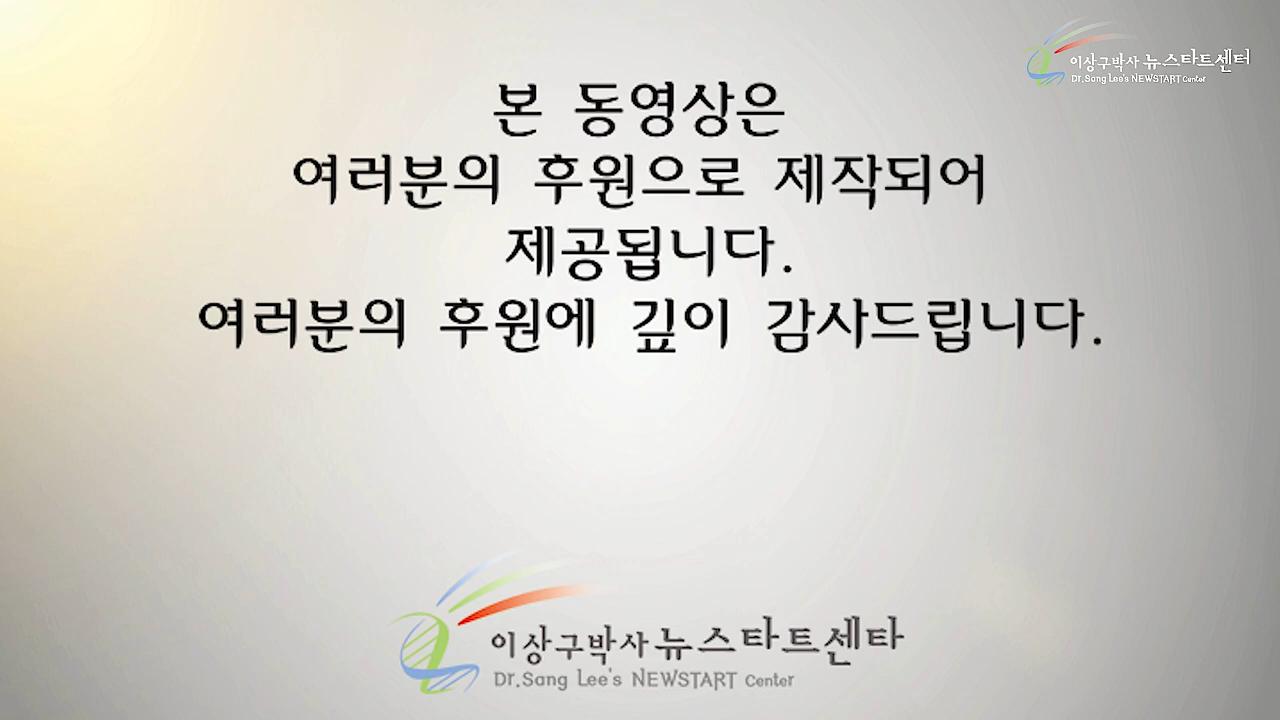 이상구박사 뉴스타트센터
Dr.Sang Lee's NEWSTART Center
본 동영상은
여러분의 후원으로 제작되어
제공됩니다.
여러분의 후원에 깊이 감사드립니다.
이상구박사 뉴스타트센타
Dr.Sang Lee's NEWSTART Center